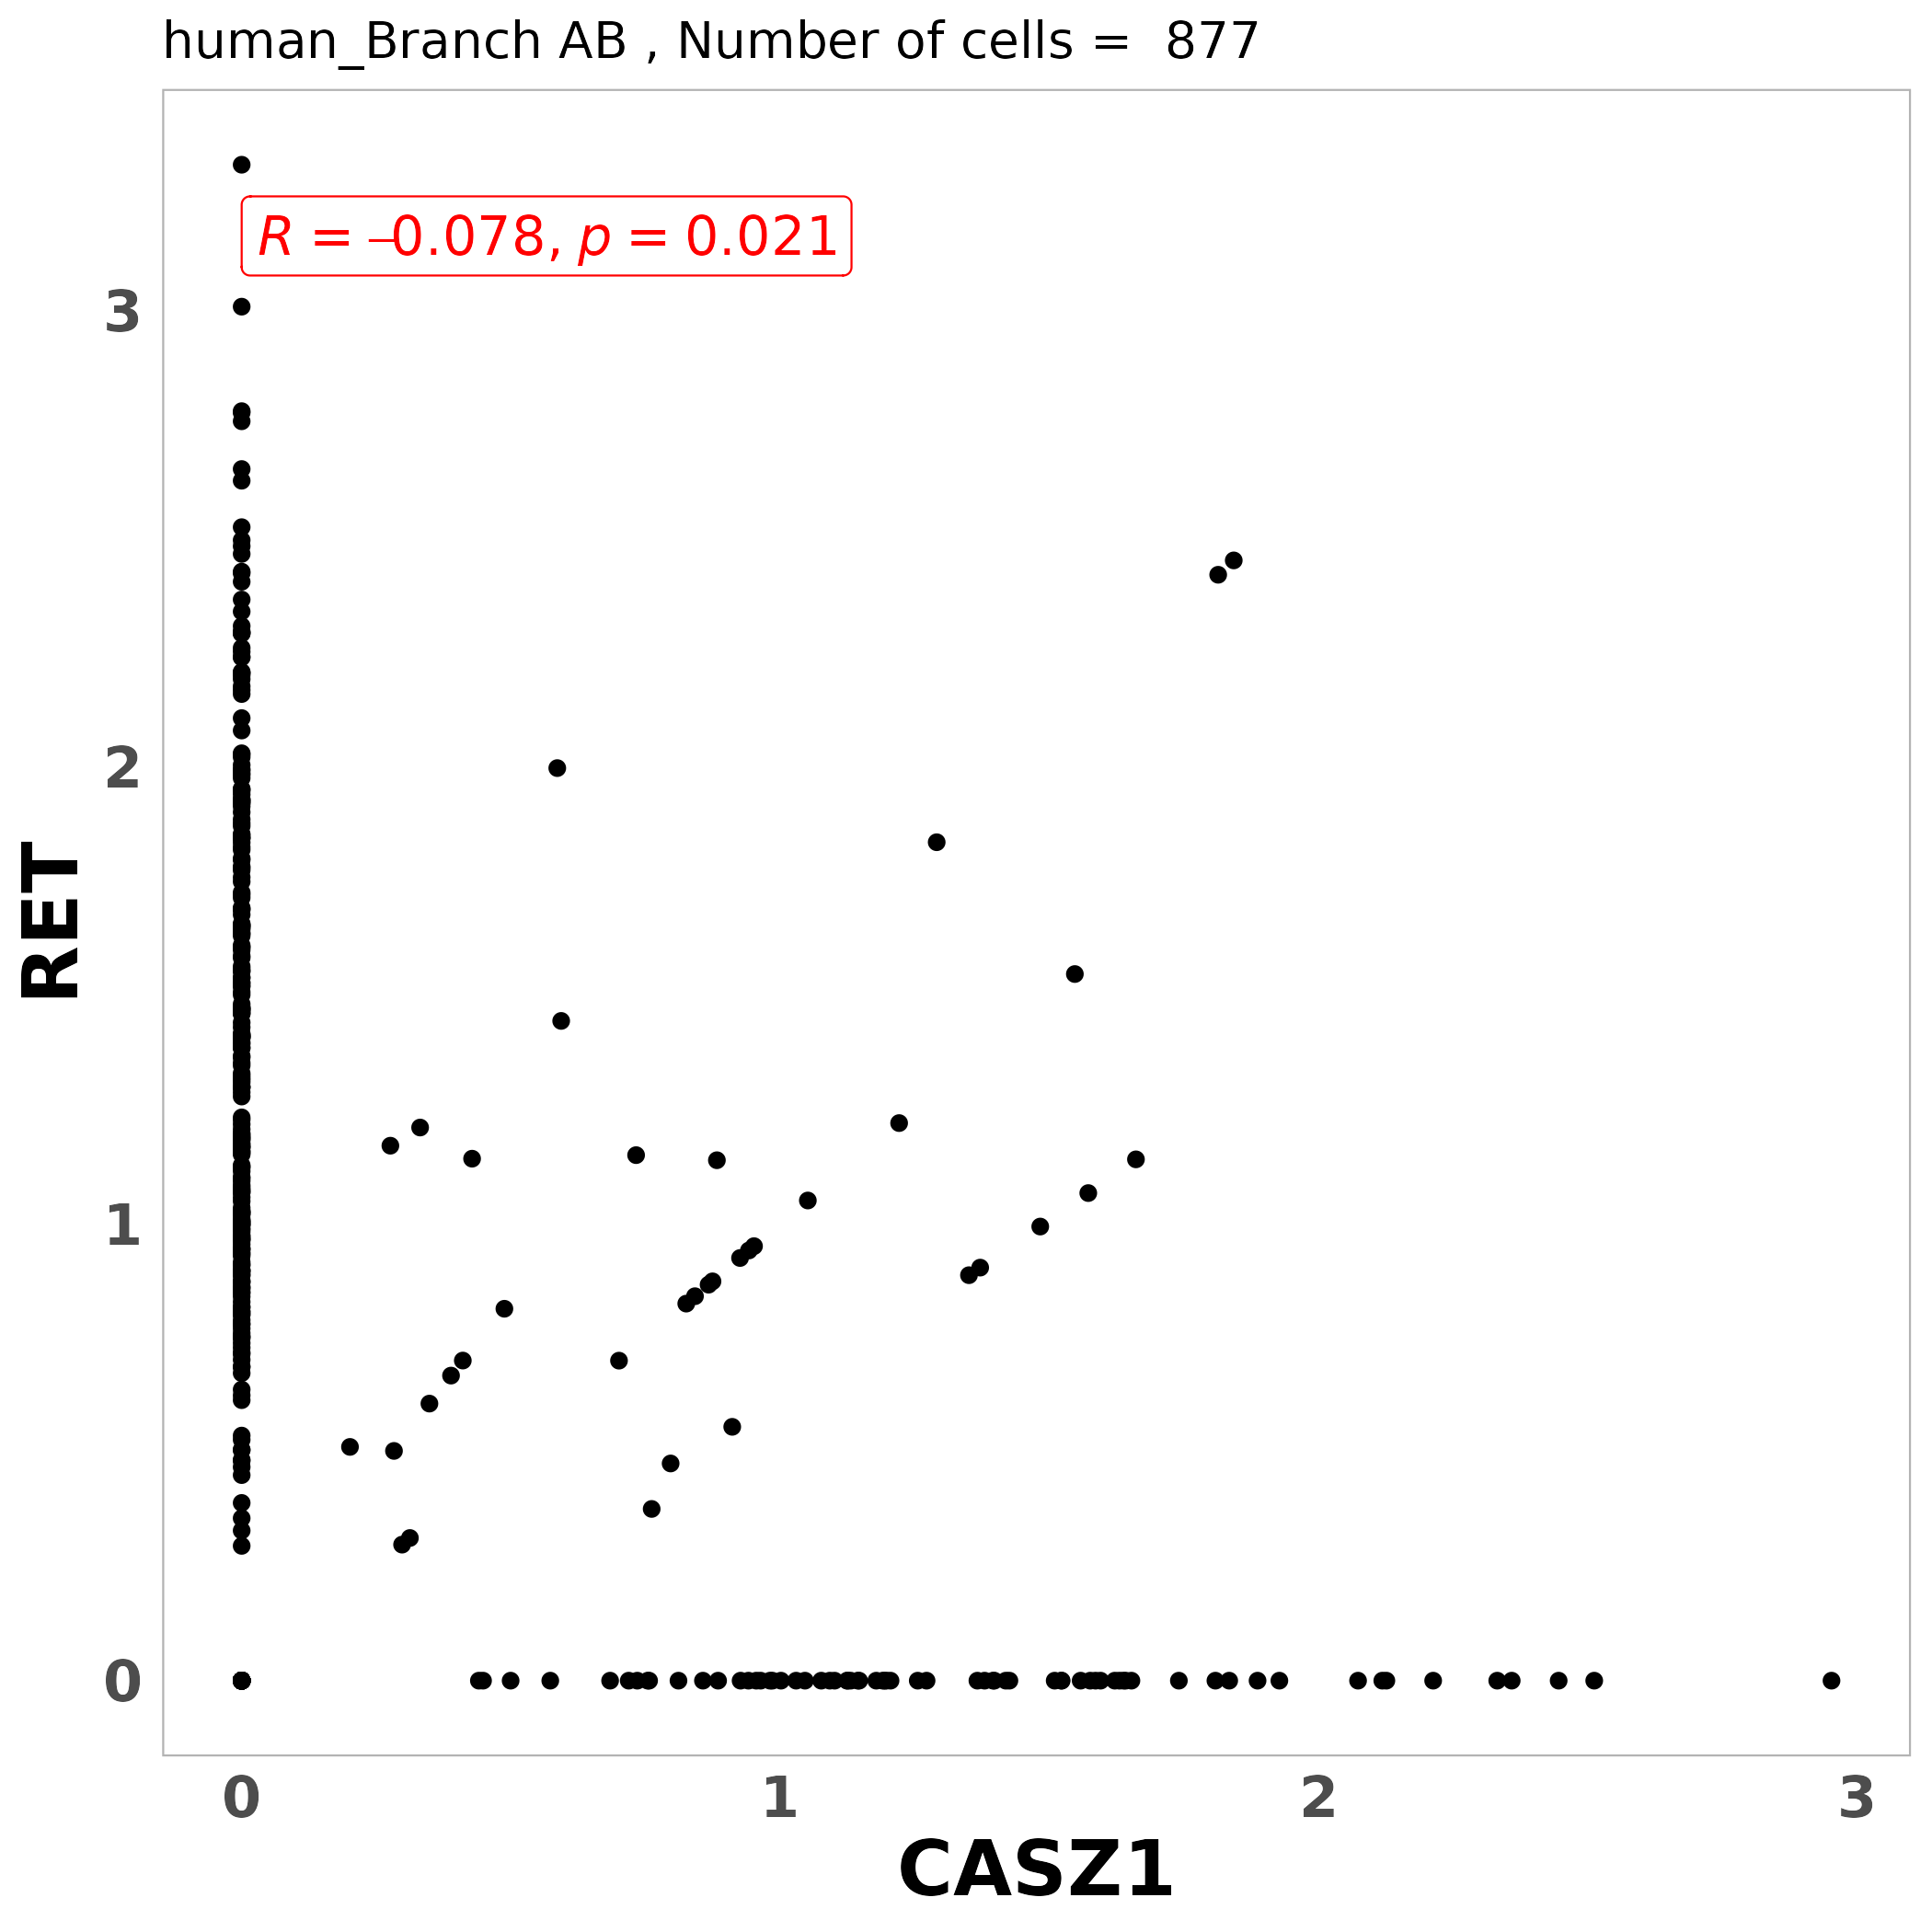 human_Branch AB , Number of cells =  877
R = –0.078, p = 0.021
3
2
1
0
RET
0 1 2 3
CASZ1